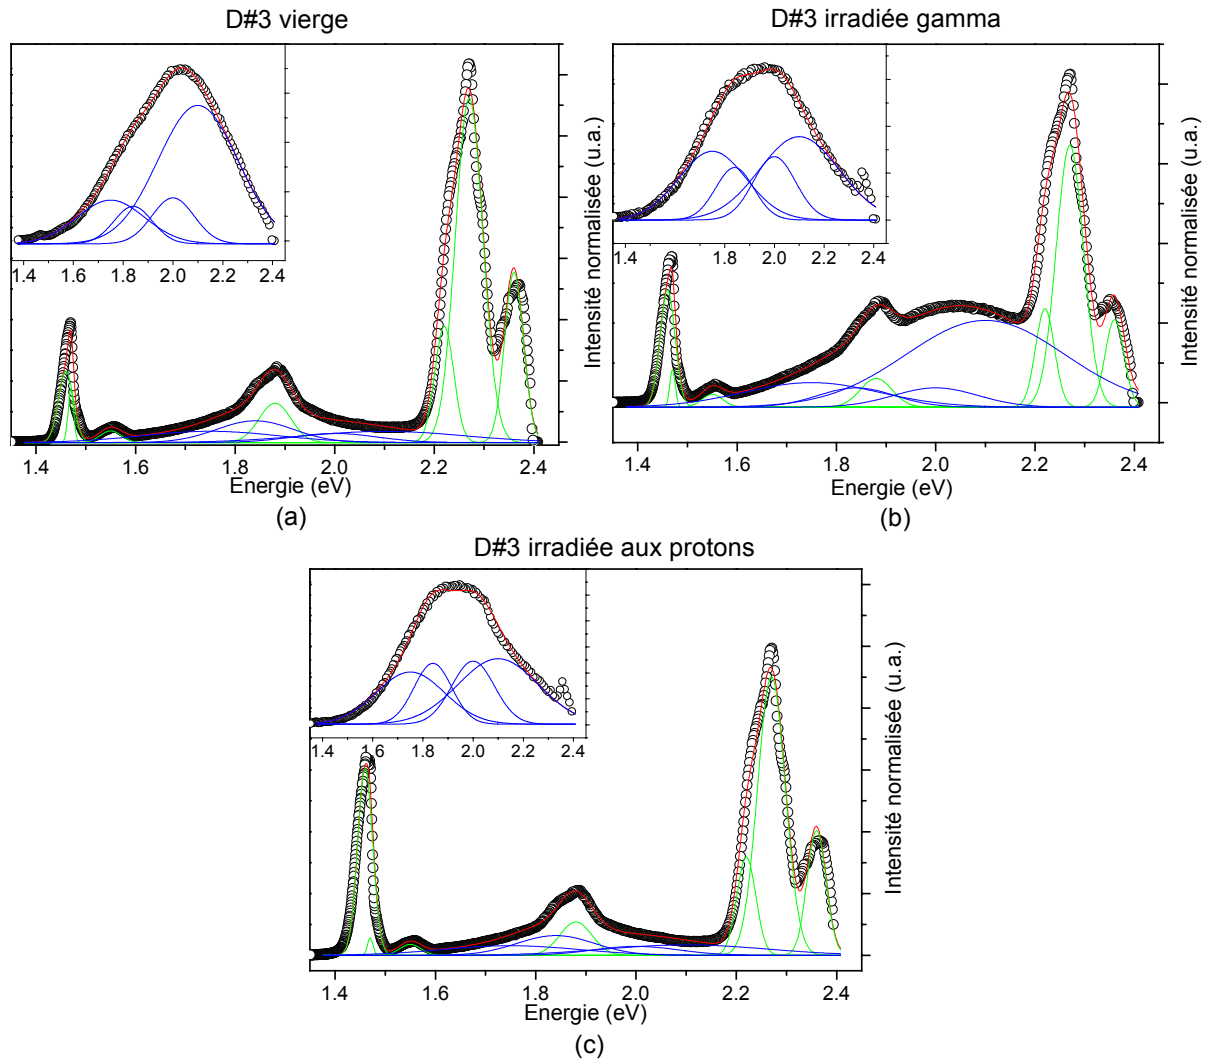 D#3 vierge
1.4 1.6 1.8 2.0 2.2 2.4
1.4 1.6 1.8 2.0 2.2 2.4
Energie (eV)
Intensité normalisée (u.a.)
(a)
D#3 irradiée gamma
1.4 1.6 1.8 2.0 2.2 2.4
1.4 1.6 1.8 2.0 2.2 2.4
Energie (eV)
Intensité normalisée (u.a.)
(b)
D#3 irradiée aux protons
1.4 1.6 1.8 2.0 2.2 2.4
1.4 1.6 1.8 2.0 2.2 2.4
Energie (eV)
Intensité normalisée (u.a.)
(c)